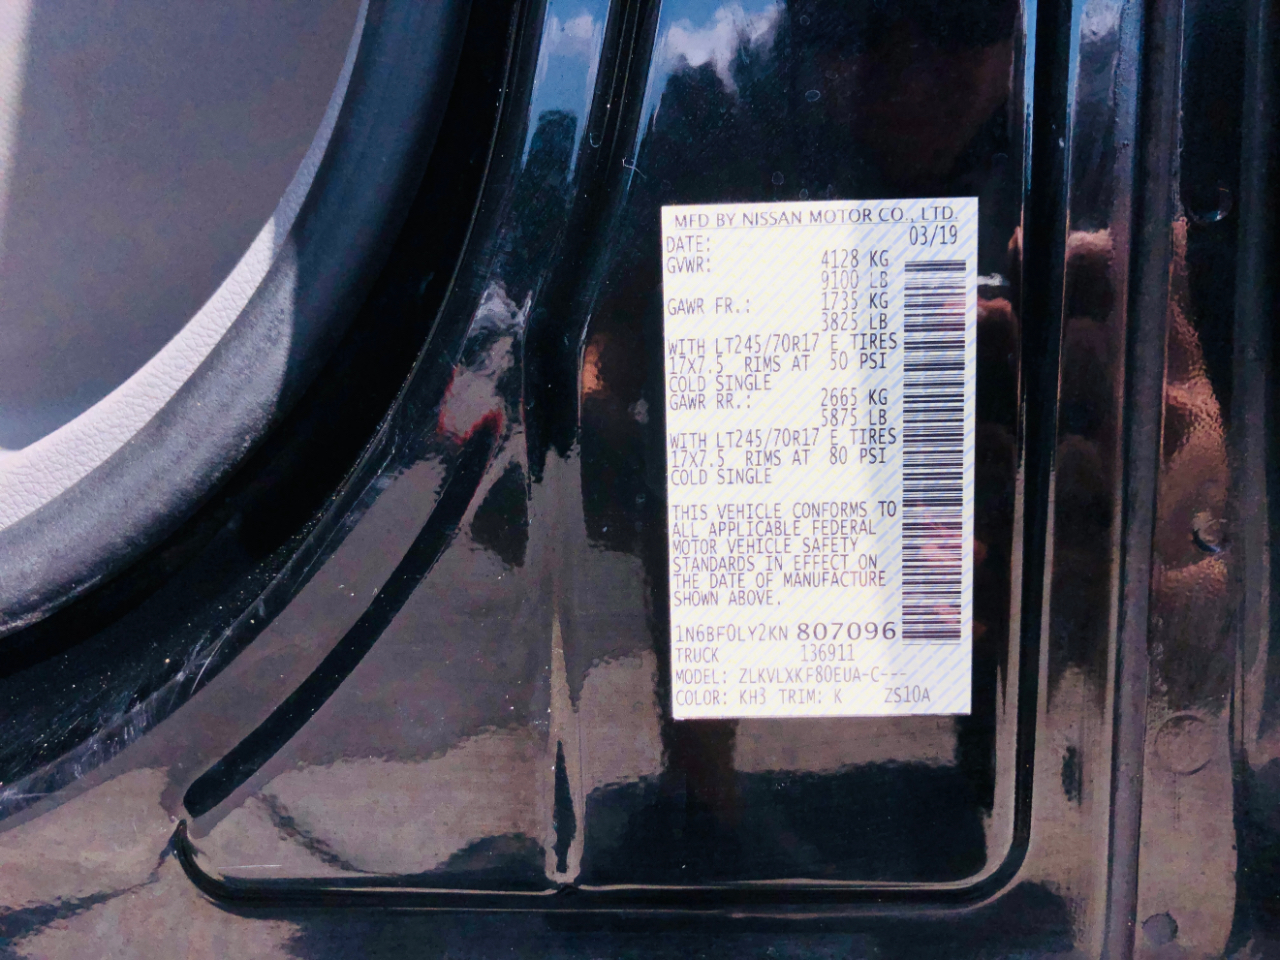 MFD BY NISSAN MOTOR CO., LTD.
DATE: 03/19
GVWR: 4128 KG
9100 LB
GAWR FR.: 1735 KG
3825 LB
WITH LT245/70R17 E TIRES
17X7.5 RIMS AT 50 PSI
COLD SINGLE
GAWR RR.: 2665 KG
5875 LB
WITH LT245/70R17 E TIRES
17X7.5 RIMS AT 80 PSI
COLD SINGLE
THIS VEHICLE CONFORMS TO
ALL APPLICABLE FEDERAL
MOTOR VEHICLE SAFETY
STANDARDS IN EFFECT ON
THE DATE OF MANUFACTURE
SHOWN ABOVE.
1N6BF0LY2KN 807096
TRUCK 136911
MODEL: ZLKVLXKF80EUA-C---
COLOR: KH3 TRIM: K ZS10A